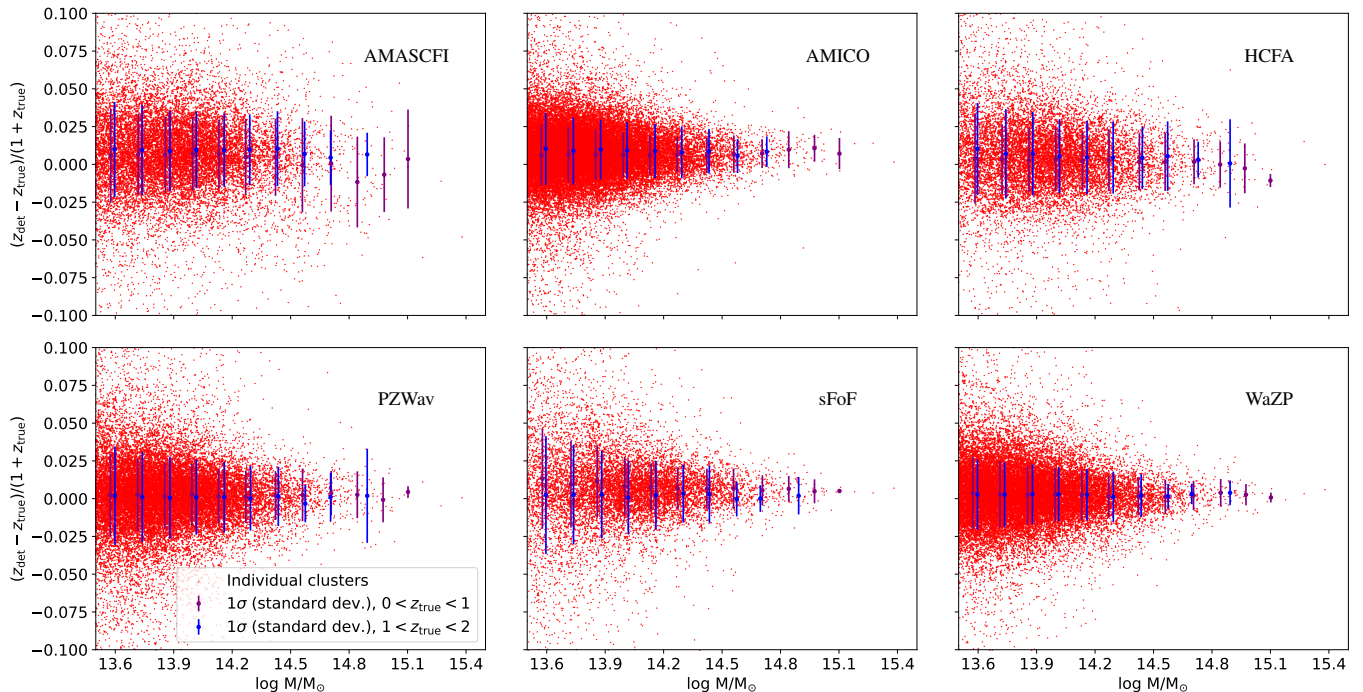 0.100
0.075
0.050
0.025
0.000
−0.025
−0.050
−0.075
−0.100
(z_det − z_true)/(1 + z_true)
AMASCFI
AMICO
HCFA
13.6 13.9 14.2 14.5 14.8 15.1 15.4
log M/M⊙
13.6 13.9 14.2 14.5 14.8 15.1 15.4
log M/M⊙
13.6 13.9 14.2 14.5 14.8 15.1 15.4
log M/M⊙
0.100
0.075
0.050
0.025
0.000
−0.025
−0.050
−0.075
−0.100
(z_det − z_true)/(1 + z_true)
PZWav
Individual clusters
1σ (standard dev.), 0 < z_true < 1
1σ (standard dev.), 1 < z_true < 2
sFoF
WaZP